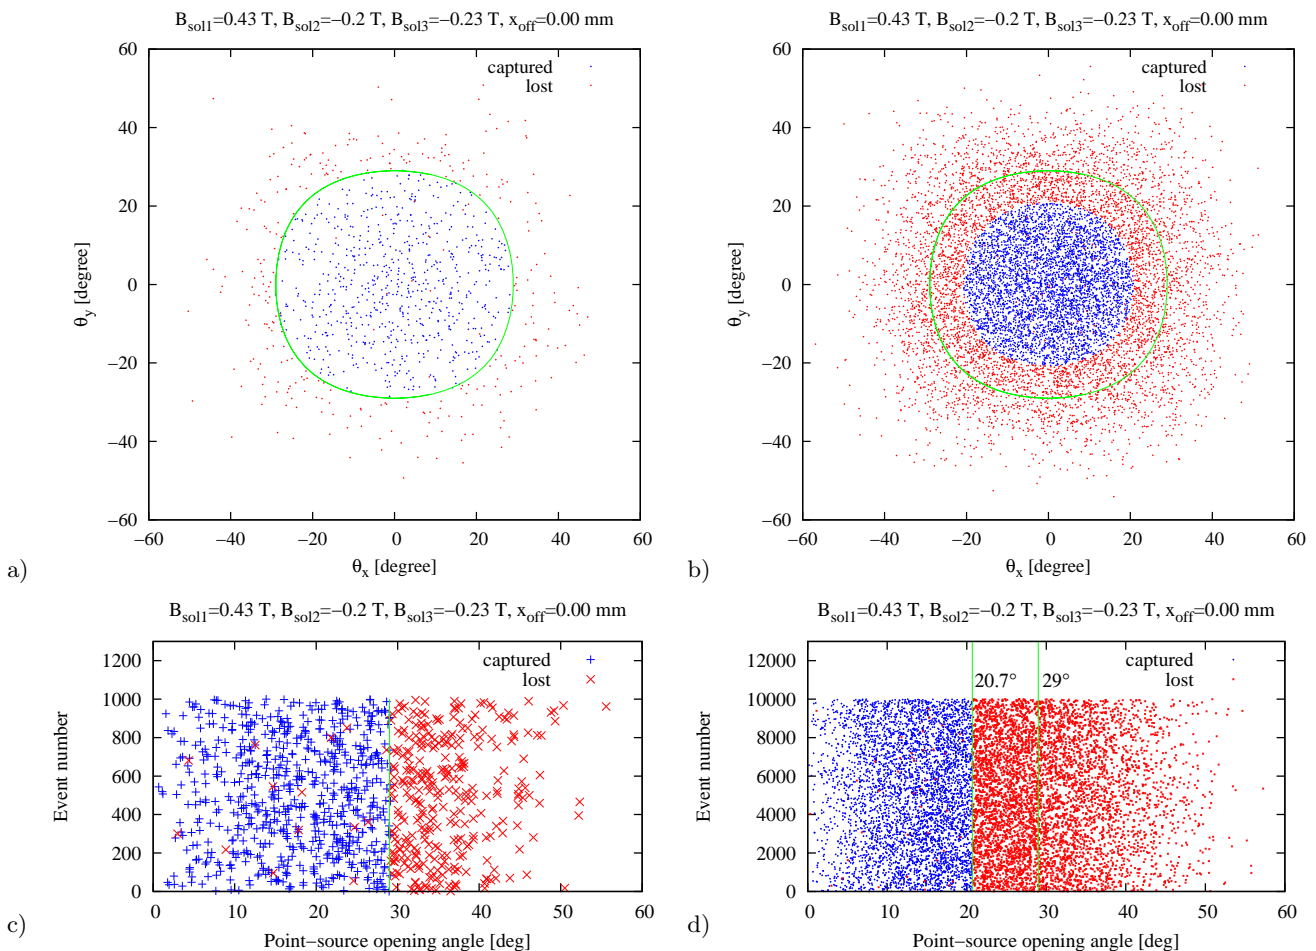 B_sol1=0.43 T, B_sol2=−0.2 T, B_sol3=−0.23 T, x_off=0.00 mm
captured
lost
60
40
20
0
−20
−40
−60
θ_y [degree]
−60 −40 −20 0 20 40 60
θ_x [degree]
a)
B_sol1=0.43 T, B_sol2=−0.2 T, B_sol3=−0.23 T, x_off=0.00 mm
captured
lost
60
40
20
0
−20
−40
−60
θ_y [degree]
−60 −40 −20 0 20 40 60
θ_x [degree]
b)
B_sol1=0.43 T, B_sol2=−0.2 T, B_sol3=−0.23 T, x_off=0.00 mm
captured
lost
1200
1000
800
600
400
200
0
Event number
0 10 20 30 40 50 60
Point−source opening angle [deg]
c)
B_sol1=0.43 T, B_sol2=−0.2 T, B_sol3=−0.23 T, x_off=0.00 mm
captured
lost
20.7° 29°
12000
10000
8000
6000
4000
2000
0
Event number
0 10 20 30 40 50 60
Point−source opening angle [deg]
d)